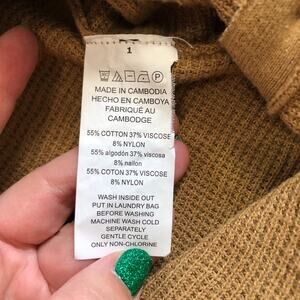 1
MADE IN CAMBODIA
HECHO EN CAMBOYA
FABRIQUÉ AU
CAMBODGE
55% COTTON 37% VISCOSE
8% NYLON
55% algodón 37% viscosa
8% nailon
55% COTON 37% VISCOSE
8% NYLON
WASH INSIDE OUT
PUT IN LAUNDRY BAG
BEFORE WASHING
MACHINE WASH COLD
SEPARATELY
GENTLE CYCLE
ONLY NON-CHLORINE